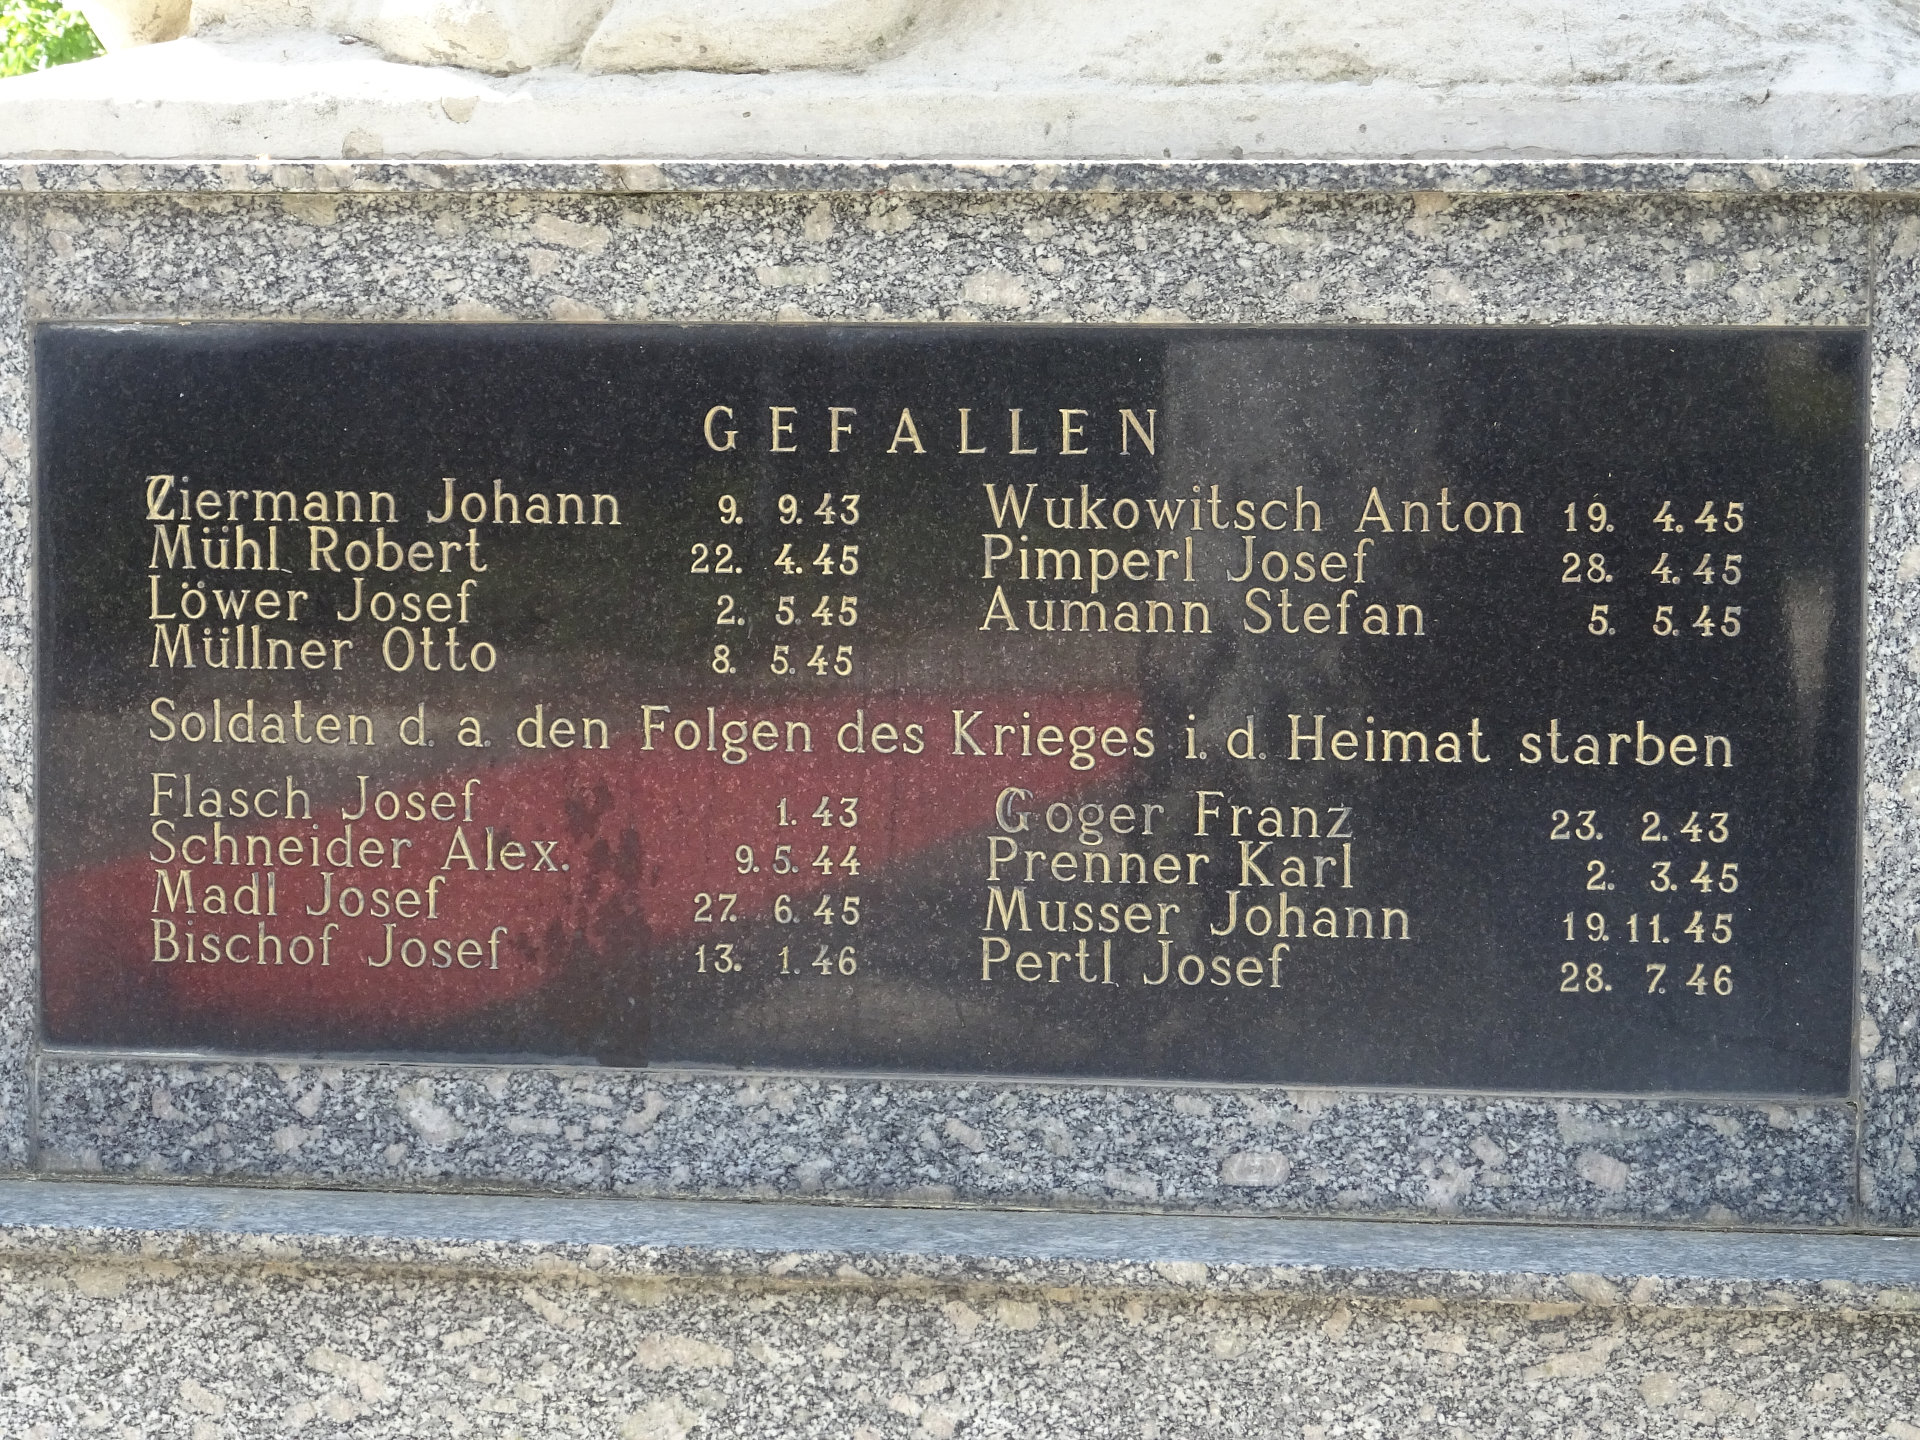 GEFALLEN
Ziermann Johann 9. 9. 43
Mühl Robert 22. 4. 45
Löwer Josef 2. 5. 45
Müllner Otto 8. 5. 45
Wukowitsch Anton 19. 4. 45
Pimperl Josef 28. 4. 45
Aumann Stefan 5. 5. 45
Soldaten d. a. den Folgen des Krieges i. d. Heimat starben
Flasch Josef 1. 43
Schneider Alex. 9. 5. 44
Madl Josef 27. 6. 45
Bischof Josef 13. 1. 46
Goger Franz 23. 2. 43
Prenner Karl 2. 3. 45
Musser Johann 19. 11. 45
Pertl Josef 28. 7. 46